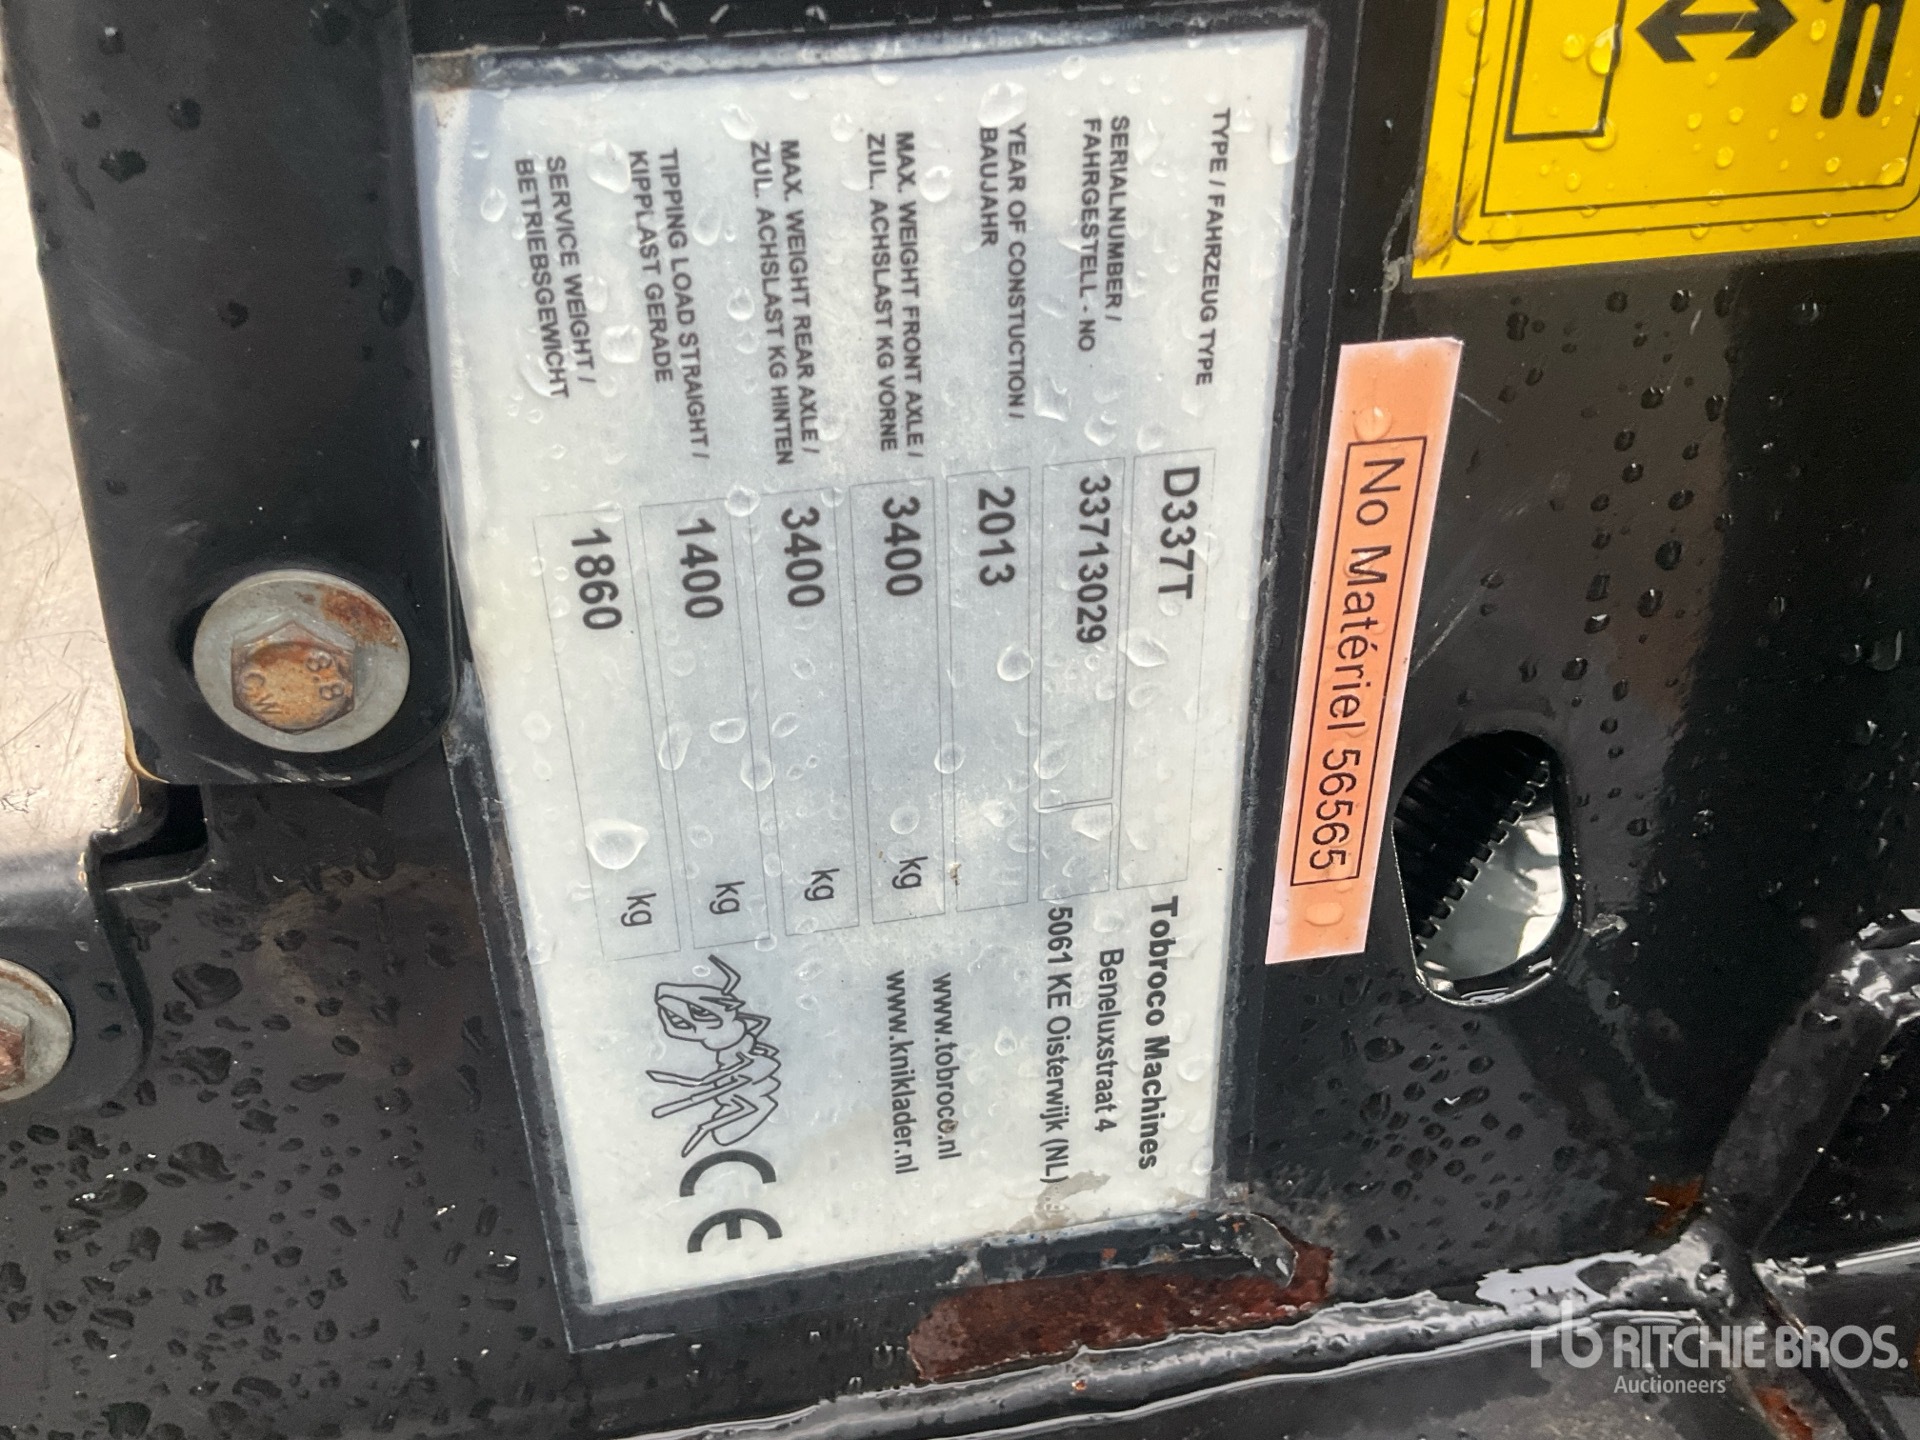 TYPE / FAHRZEUG TYPE
D337T
SERIALNUMBER /
FAHRGESTELL - NO
33713029
YEAR OF CONSTUCTION /
BAUJAHR
2013
MAX. WEIGHT FRONT AXLE /
ZUL. ACHSLAST KG VORNE
3400
kg
MAX. WEIGHT REAR AXLE /
ZUL. ACHSLAST KG HINTEN
3400
kg
TIPPING LOAD STRAIGHT /
KIPPLAST GERADE
1400
kg
SERVICE WEIGHT /
BETRIEBSGEWICHT
1860
kg
Tobroco Machines
Beneluxstraat 4
5061 KE Oisterwijk (NL)
www.tobroco.nl
www.kniklader.nl
CE
No Matériel 56565
8.8
CW
rb RITCHIE BROS.
Auctioneers